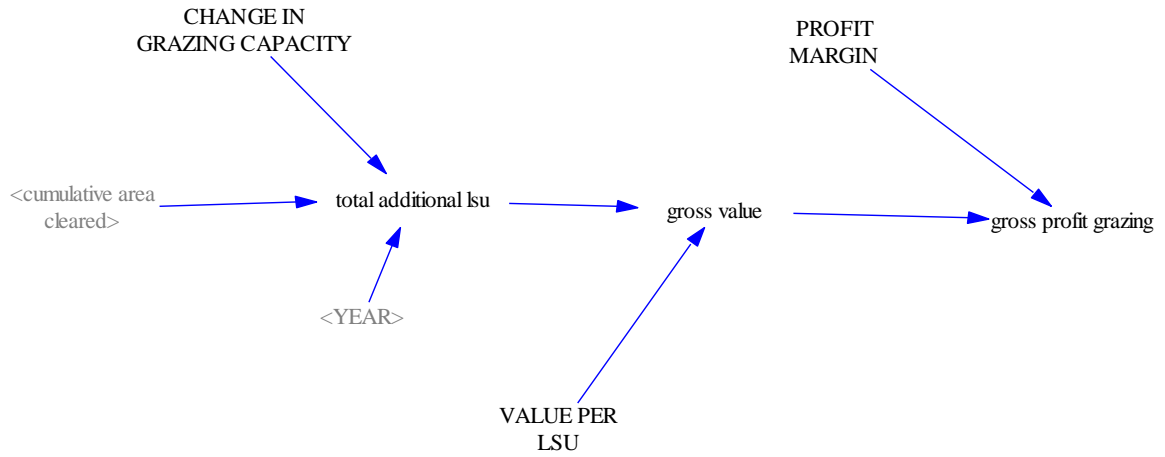 CHANGE IN
GRAZING CAPACITY
PROFIT
MARGIN
<cumulative area
cleared>
total additional lsu
gross value
gross profit grazing
<YEAR>
VALUE PER
LSU